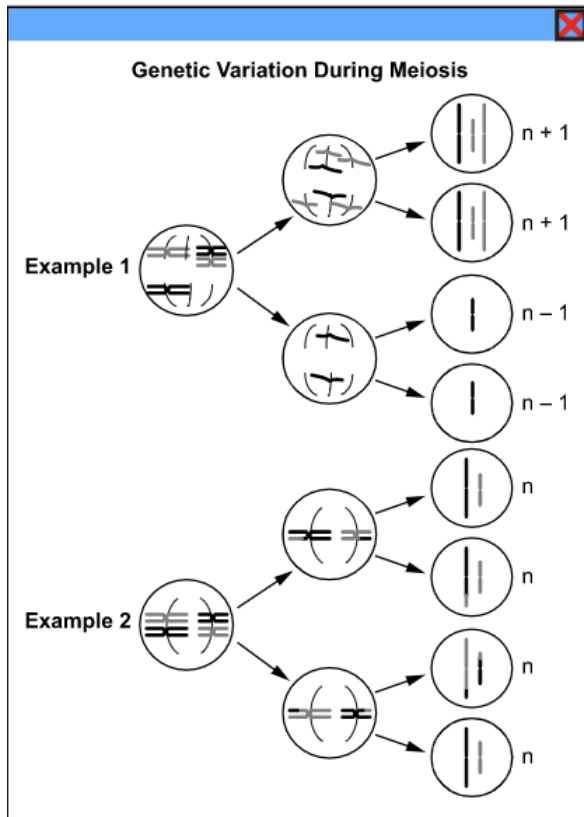 Genetic Variation During Meiosis
n + 1
n + 1
Example 1
n – 1
n – 1
n
n
Example 2
n
n